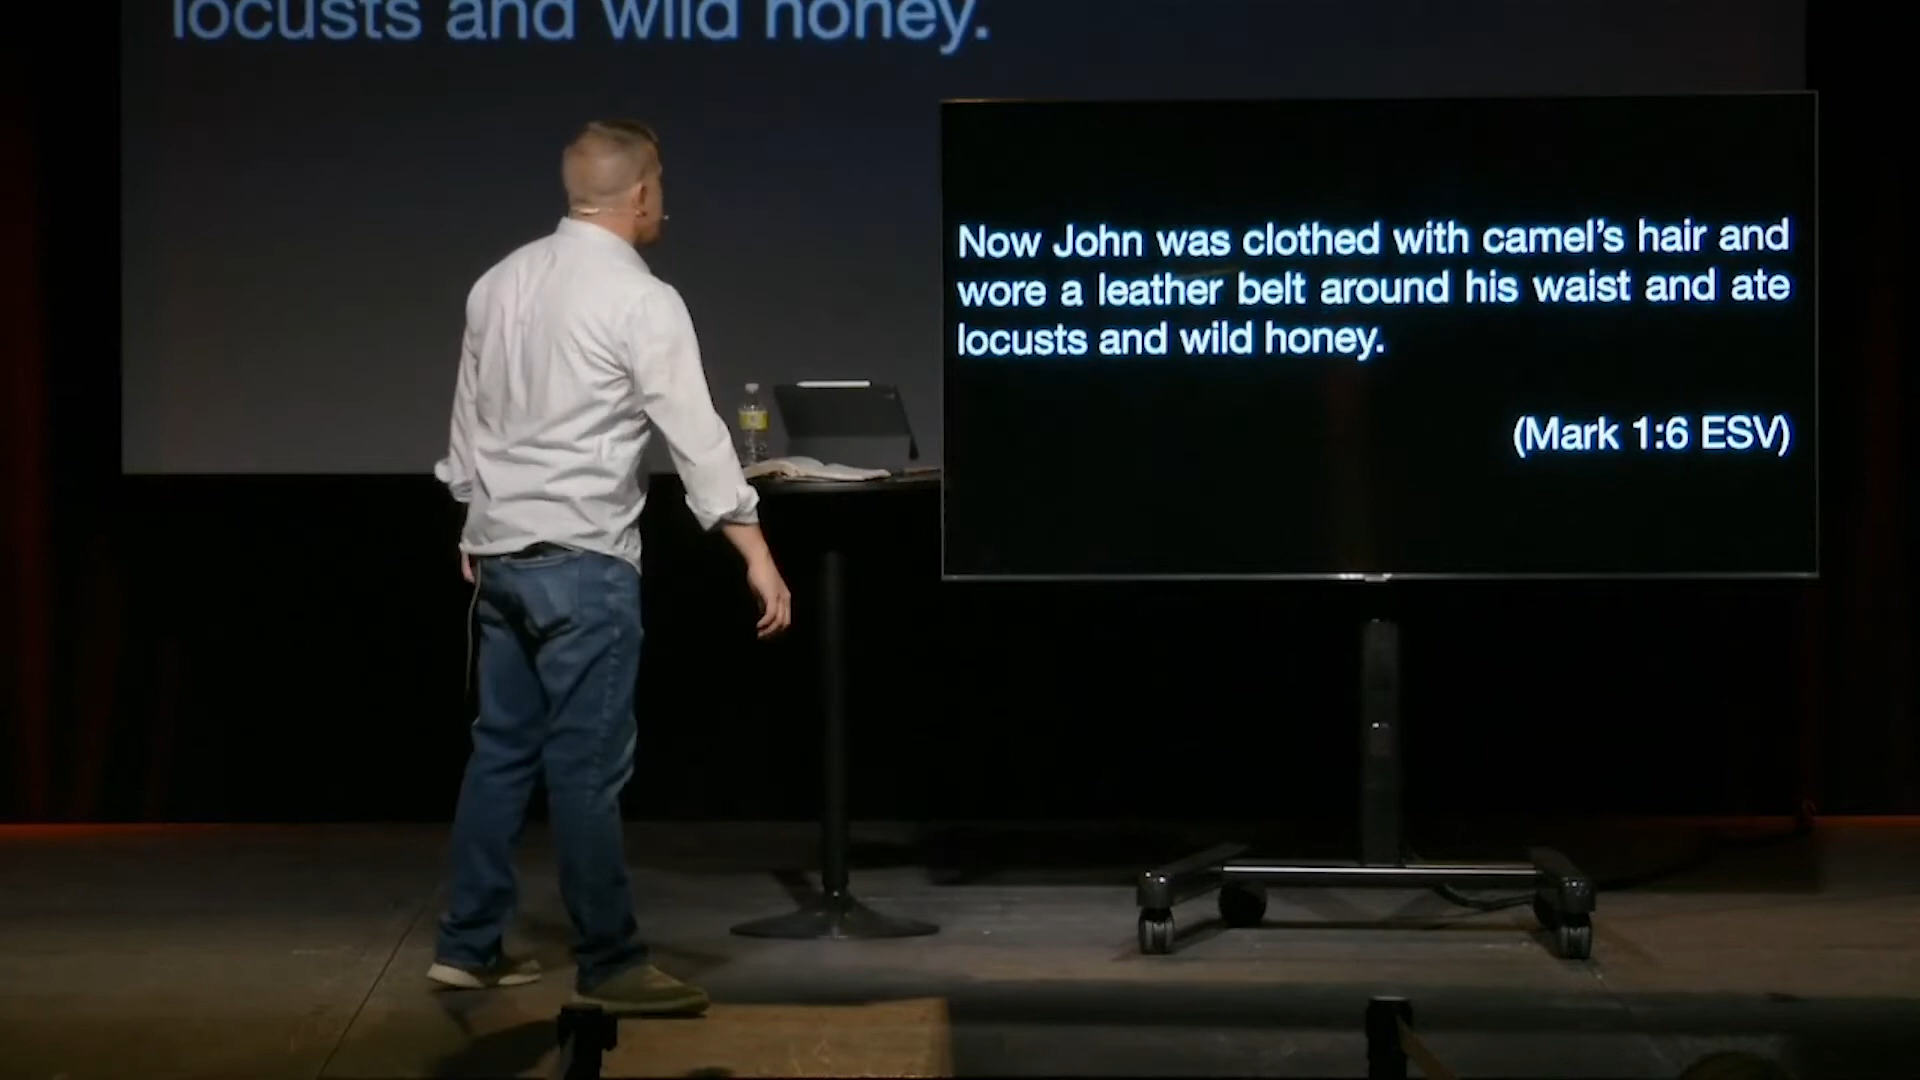 locusts and wild honey.
Now John was clothed with camel's hair and
wore a leather belt around his waist and ate
locusts and wild honey.
(Mark 1:6 ESV)